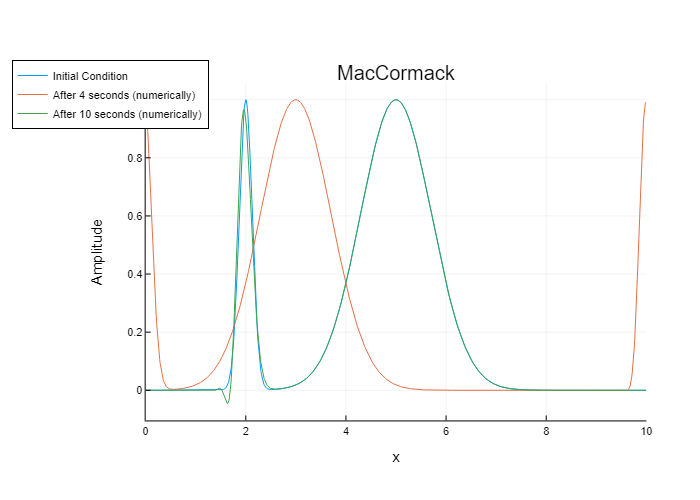 MacCormack
Initial Condition
After 4 seconds (numerically)
After 10 seconds (numerically)
0.8
0.6
0.4
0.2
0
Amplitude
0 2 4 6 8 10
x